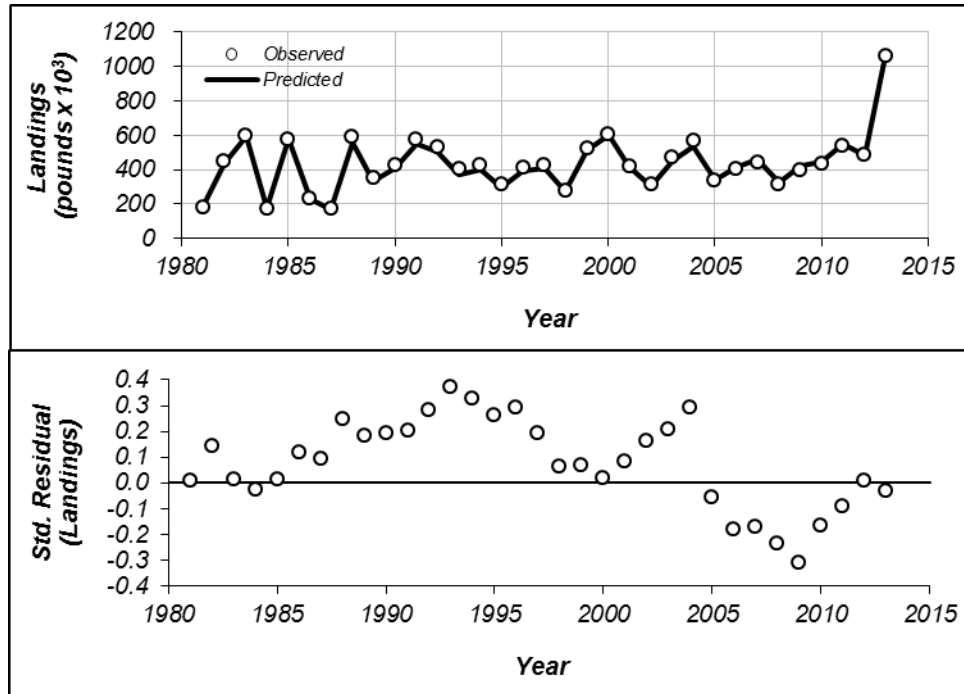 1200
1000
800
600
400
200
0
Landings
(pounds x 10³)
Observed
Predicted
1980 1985 1990 1995 2000 2005 2010 2015
Year
0.4
0.3
0.2
0.1
0.0
-0.1
-0.2
-0.3
-0.4
Std. Residual
(Landings)
1980 1985 1990 1995 2000 2005 2010 2015
Year